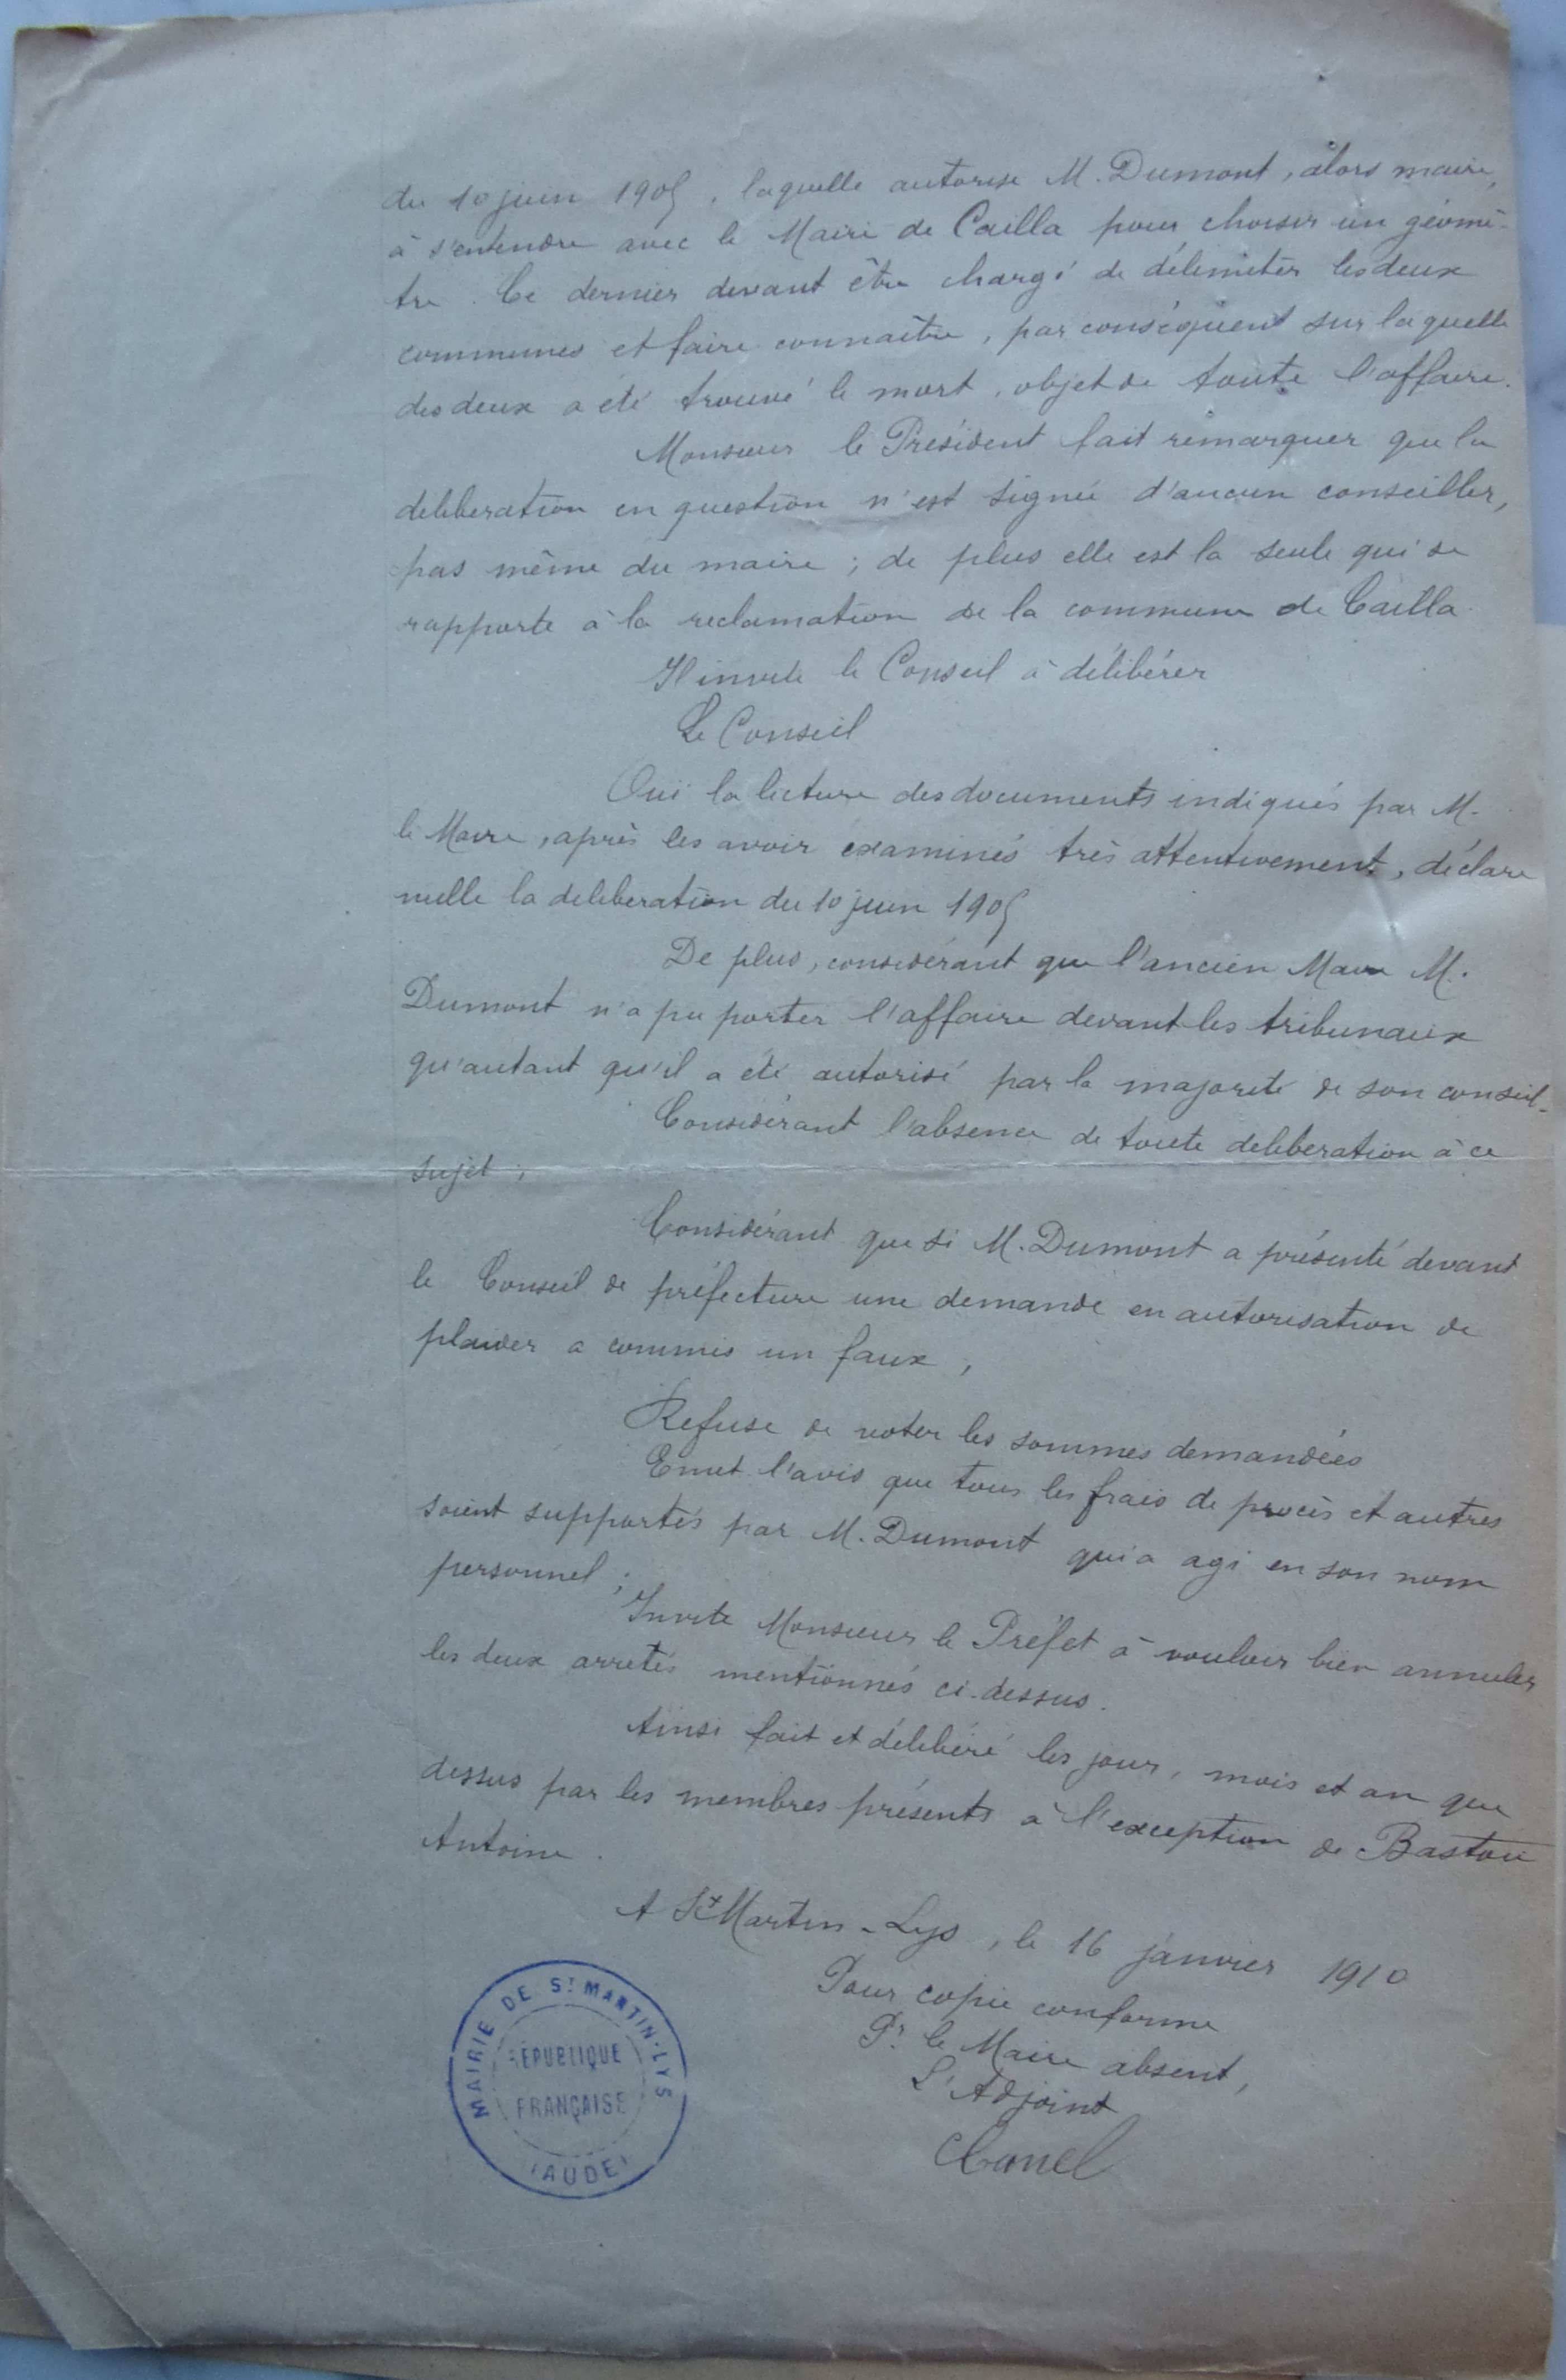 du 10 juin 1905, laquelle autorise M. Dumont, alors maire,
à s'entendre avec le Maire de Cailla pour choisir un géomè-
tre. Ce dernier devant être chargé de délimiter les deux
communes et faire connaître, par conséquent sur laquelle
des deux a été trouvé le mort, objet de toute l'affaire.
Monsieur le Président fait remarquer que la
deliberation en question n'est signée d'aucun conseiller,
pas même du maire ; de plus elle est la seule qui se
rapporte à la reclamation de la commune de Cailla.
Il invite le Conseil à délibérer
Le Conseil
Oui la lecture des documents indiqués par M.
le Maire, après les avoir examinés très attentivement, déclare
nulle la deliberation du 10 juin 1905
De plus, considérant que l'ancien Maire M.
Dumont n'a pu porter l'affaire devant les tribunaux
qu'autant qu'il a été autorisé par la majorité de son conseil.
Considérant l'absence de toute deliberation à ce
sujet ;
Considérant que si M. Dumont a présenté devant
le Conseil de préfecture une demande en autorisation de
plaider a commis un faux ,
Refuse de voter les sommes demandées
Emet l'avis que tous les frais de procès et autres
soient supportés par M. Dumont qui a agi en son nom
personnel ;
Invite Monsieur le Préfet à vouloir bien annuler
les deux arretés mentionnés ci-dessus.
Ainsi fait et délibéré les jour, mois et an que
dessus par les membres présents à l'exception de Bastou
Antoine.
A St Martin-Lys, le 16 janvier 1910
Pour copie conforme
Pr le Maire absent,
L'Adjoint
MAIRIE DE ST MARTIN-LYS
RÉPUBLIQUE
FRANÇAISE
(AUDE)